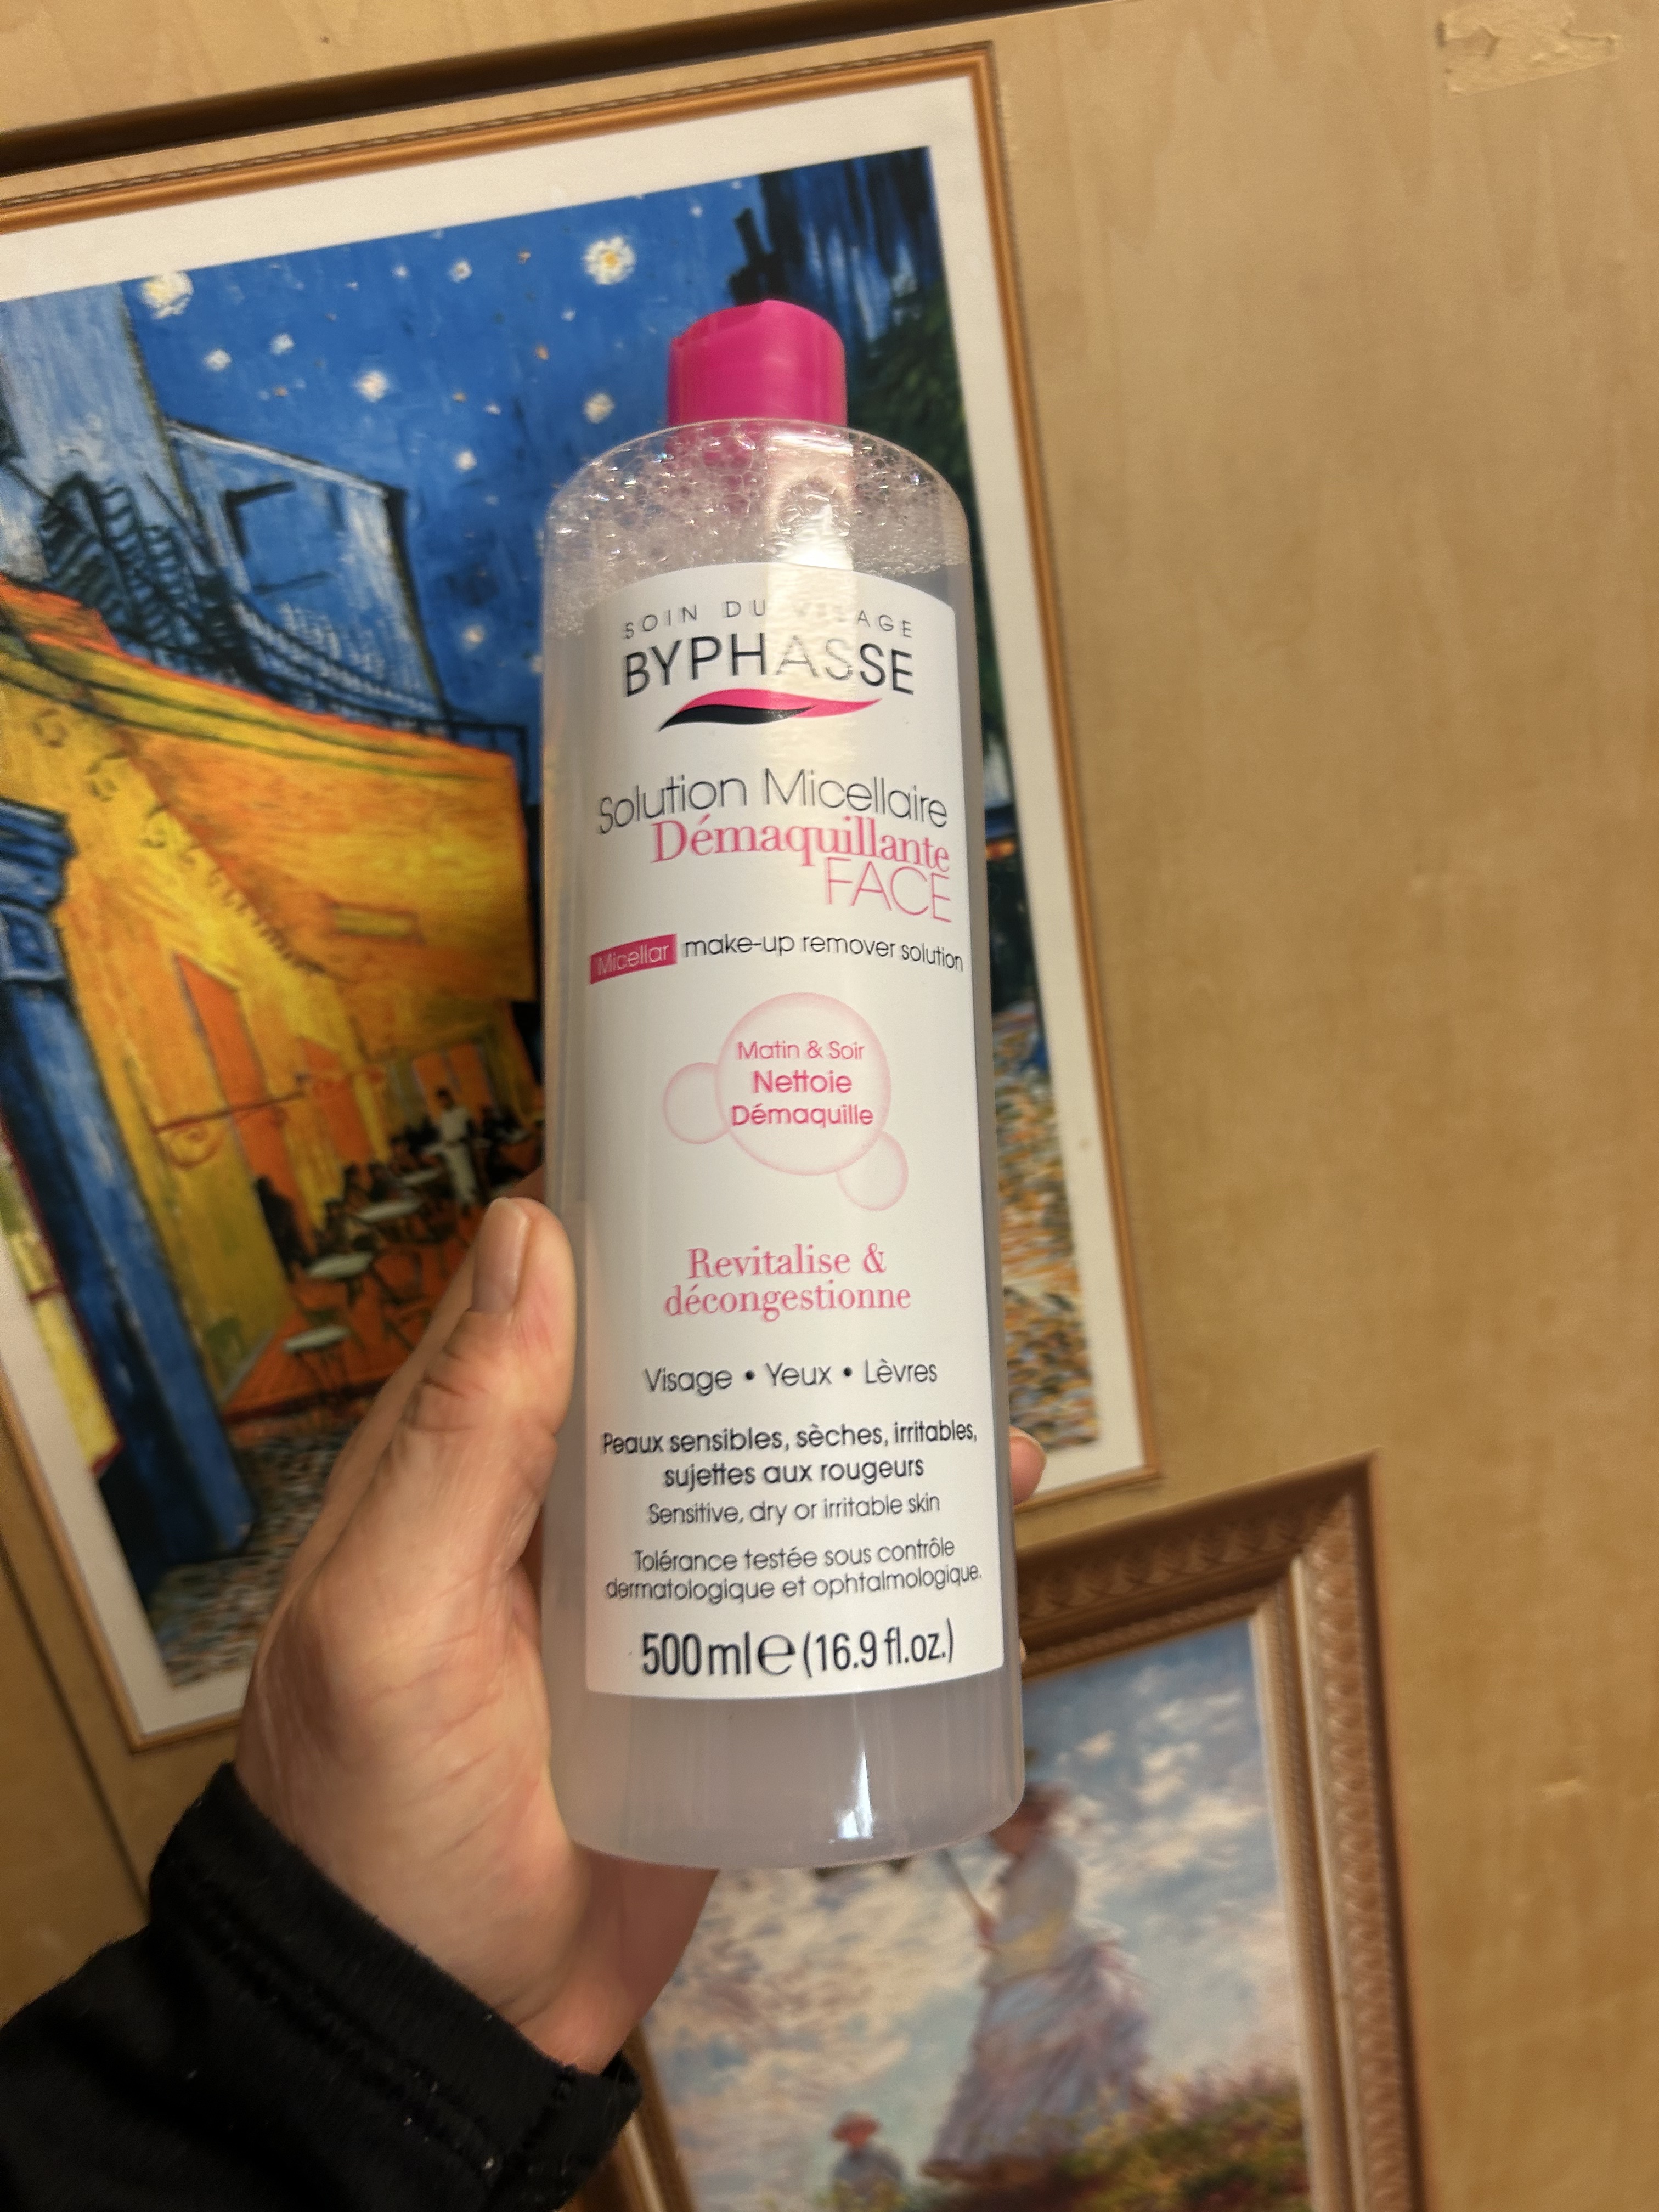 SOIN DU VISAGE
BYPHASSE
Solution Micellaire
Démaquillante
FACE
Micellar make-up remover solution
Matin & Soir
Nettoie
Démaquille
Revitalise &
décongestionne
Visage • Yeux • Lèvres
Peaux sensibles, sèches, irritables,
sujettes aux rougeurs
Sensitive, dry or irritable skin
Tolérance testée sous contrôle
dermatologique et ophtalmologique.
500 ml ℮ (16.9 fl.oz.)